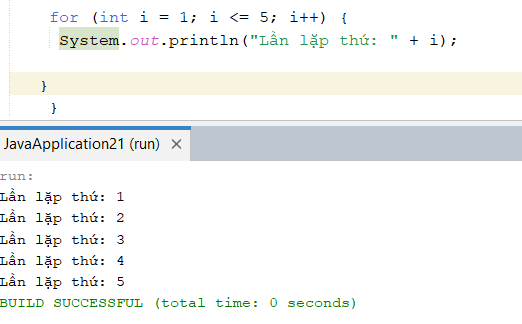 for (int i = 1; i <= 5; i++) {
System.out.println("Lần lặp thứ: " + i);
}
}
JavaApplication21 (run) ×
run:
Lần lặp thứ: 1
Lần lặp thứ: 2
Lần lặp thứ: 3
Lần lặp thứ: 4
Lần lặp thứ: 5
BUILD SUCCESSFUL (total time: 0 seconds)